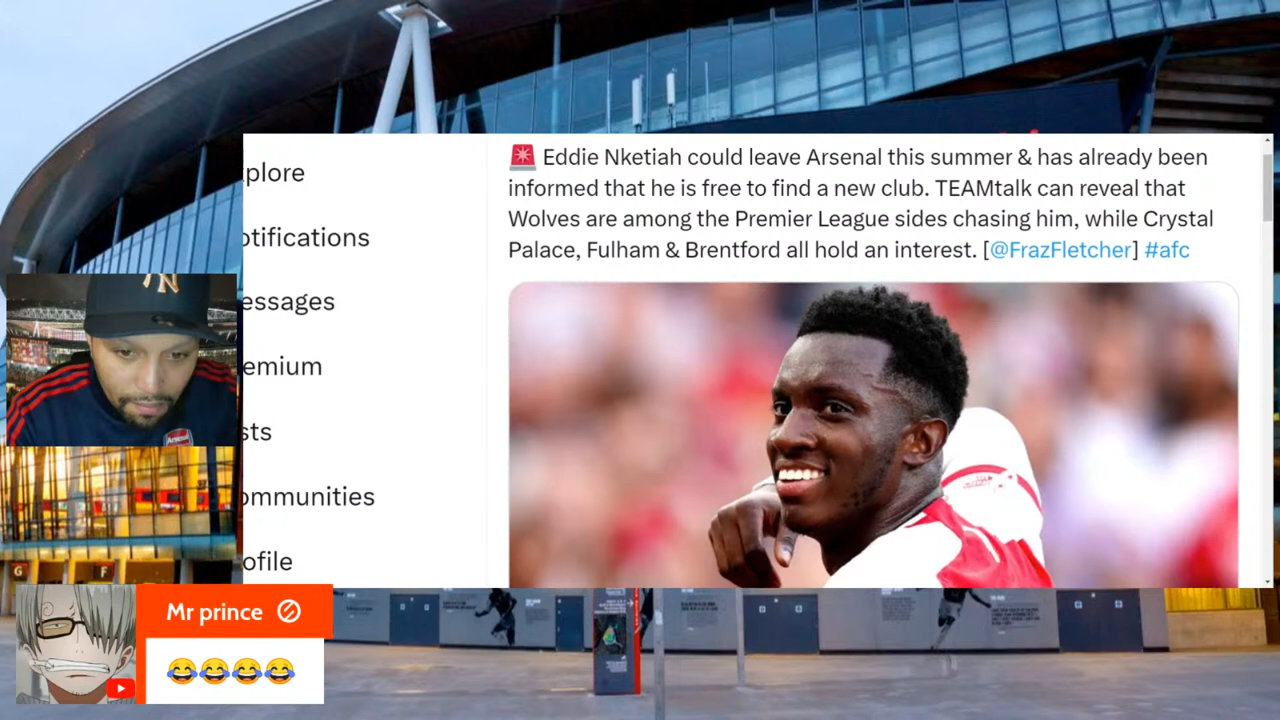 🚨 Eddie Nketiah could leave Arsenal this summer & has already been
informed that he is free to find a new club. TEAMtalk can reveal that
Wolves are among the Premier League sides chasing him, while Crystal
Palace, Fulham & Brentford all hold an interest. [@FrazFletcher] #afc
plore
otifications
essages
emium
sts
ommunities
ofile
NY
Arsenal
G
F
Mr prince
😂😂😂😂